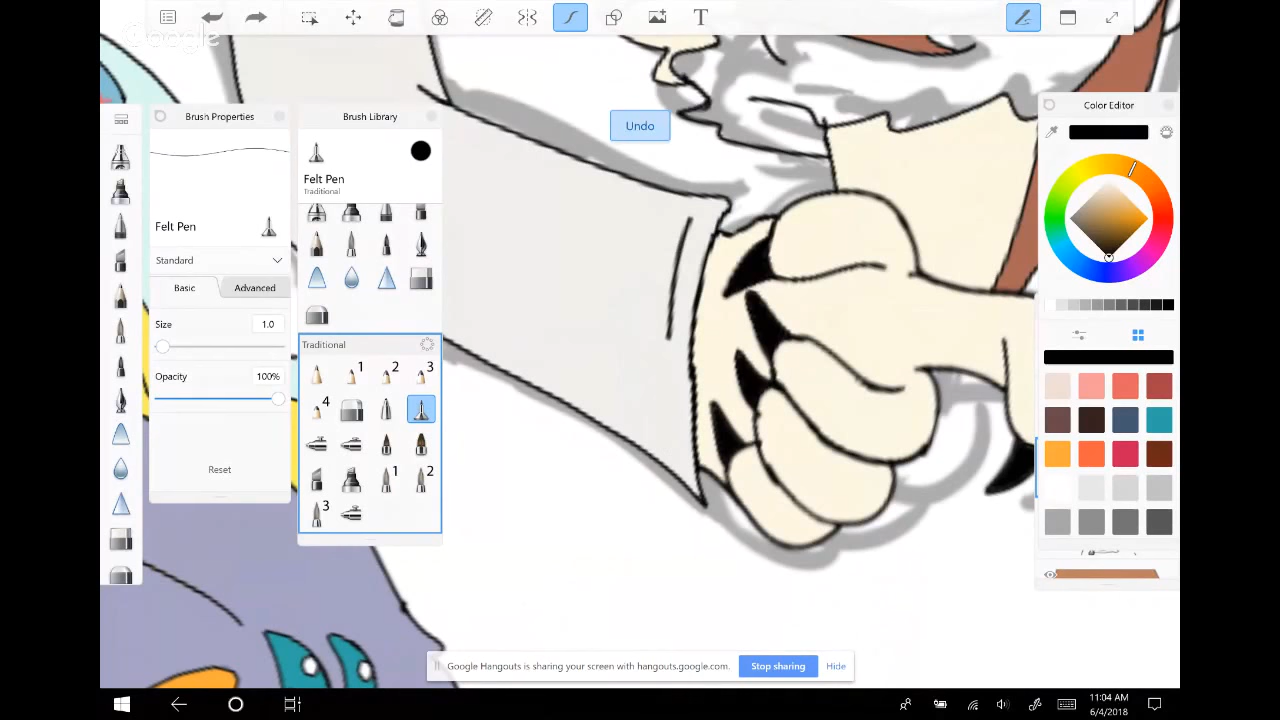 Google
T
Undo
Brush Properties
Brush Library
Color Editor
Felt Pen
Traditional
Felt Pen
Standard
Basic
Advanced
Size
1.0
Opacity
100%
Reset
Traditional
1
2
3
4
1
2
3
Google Hangouts is sharing your screen with hangouts.google.com.
Stop sharing
Hide
11:04 AM
6/4/2018